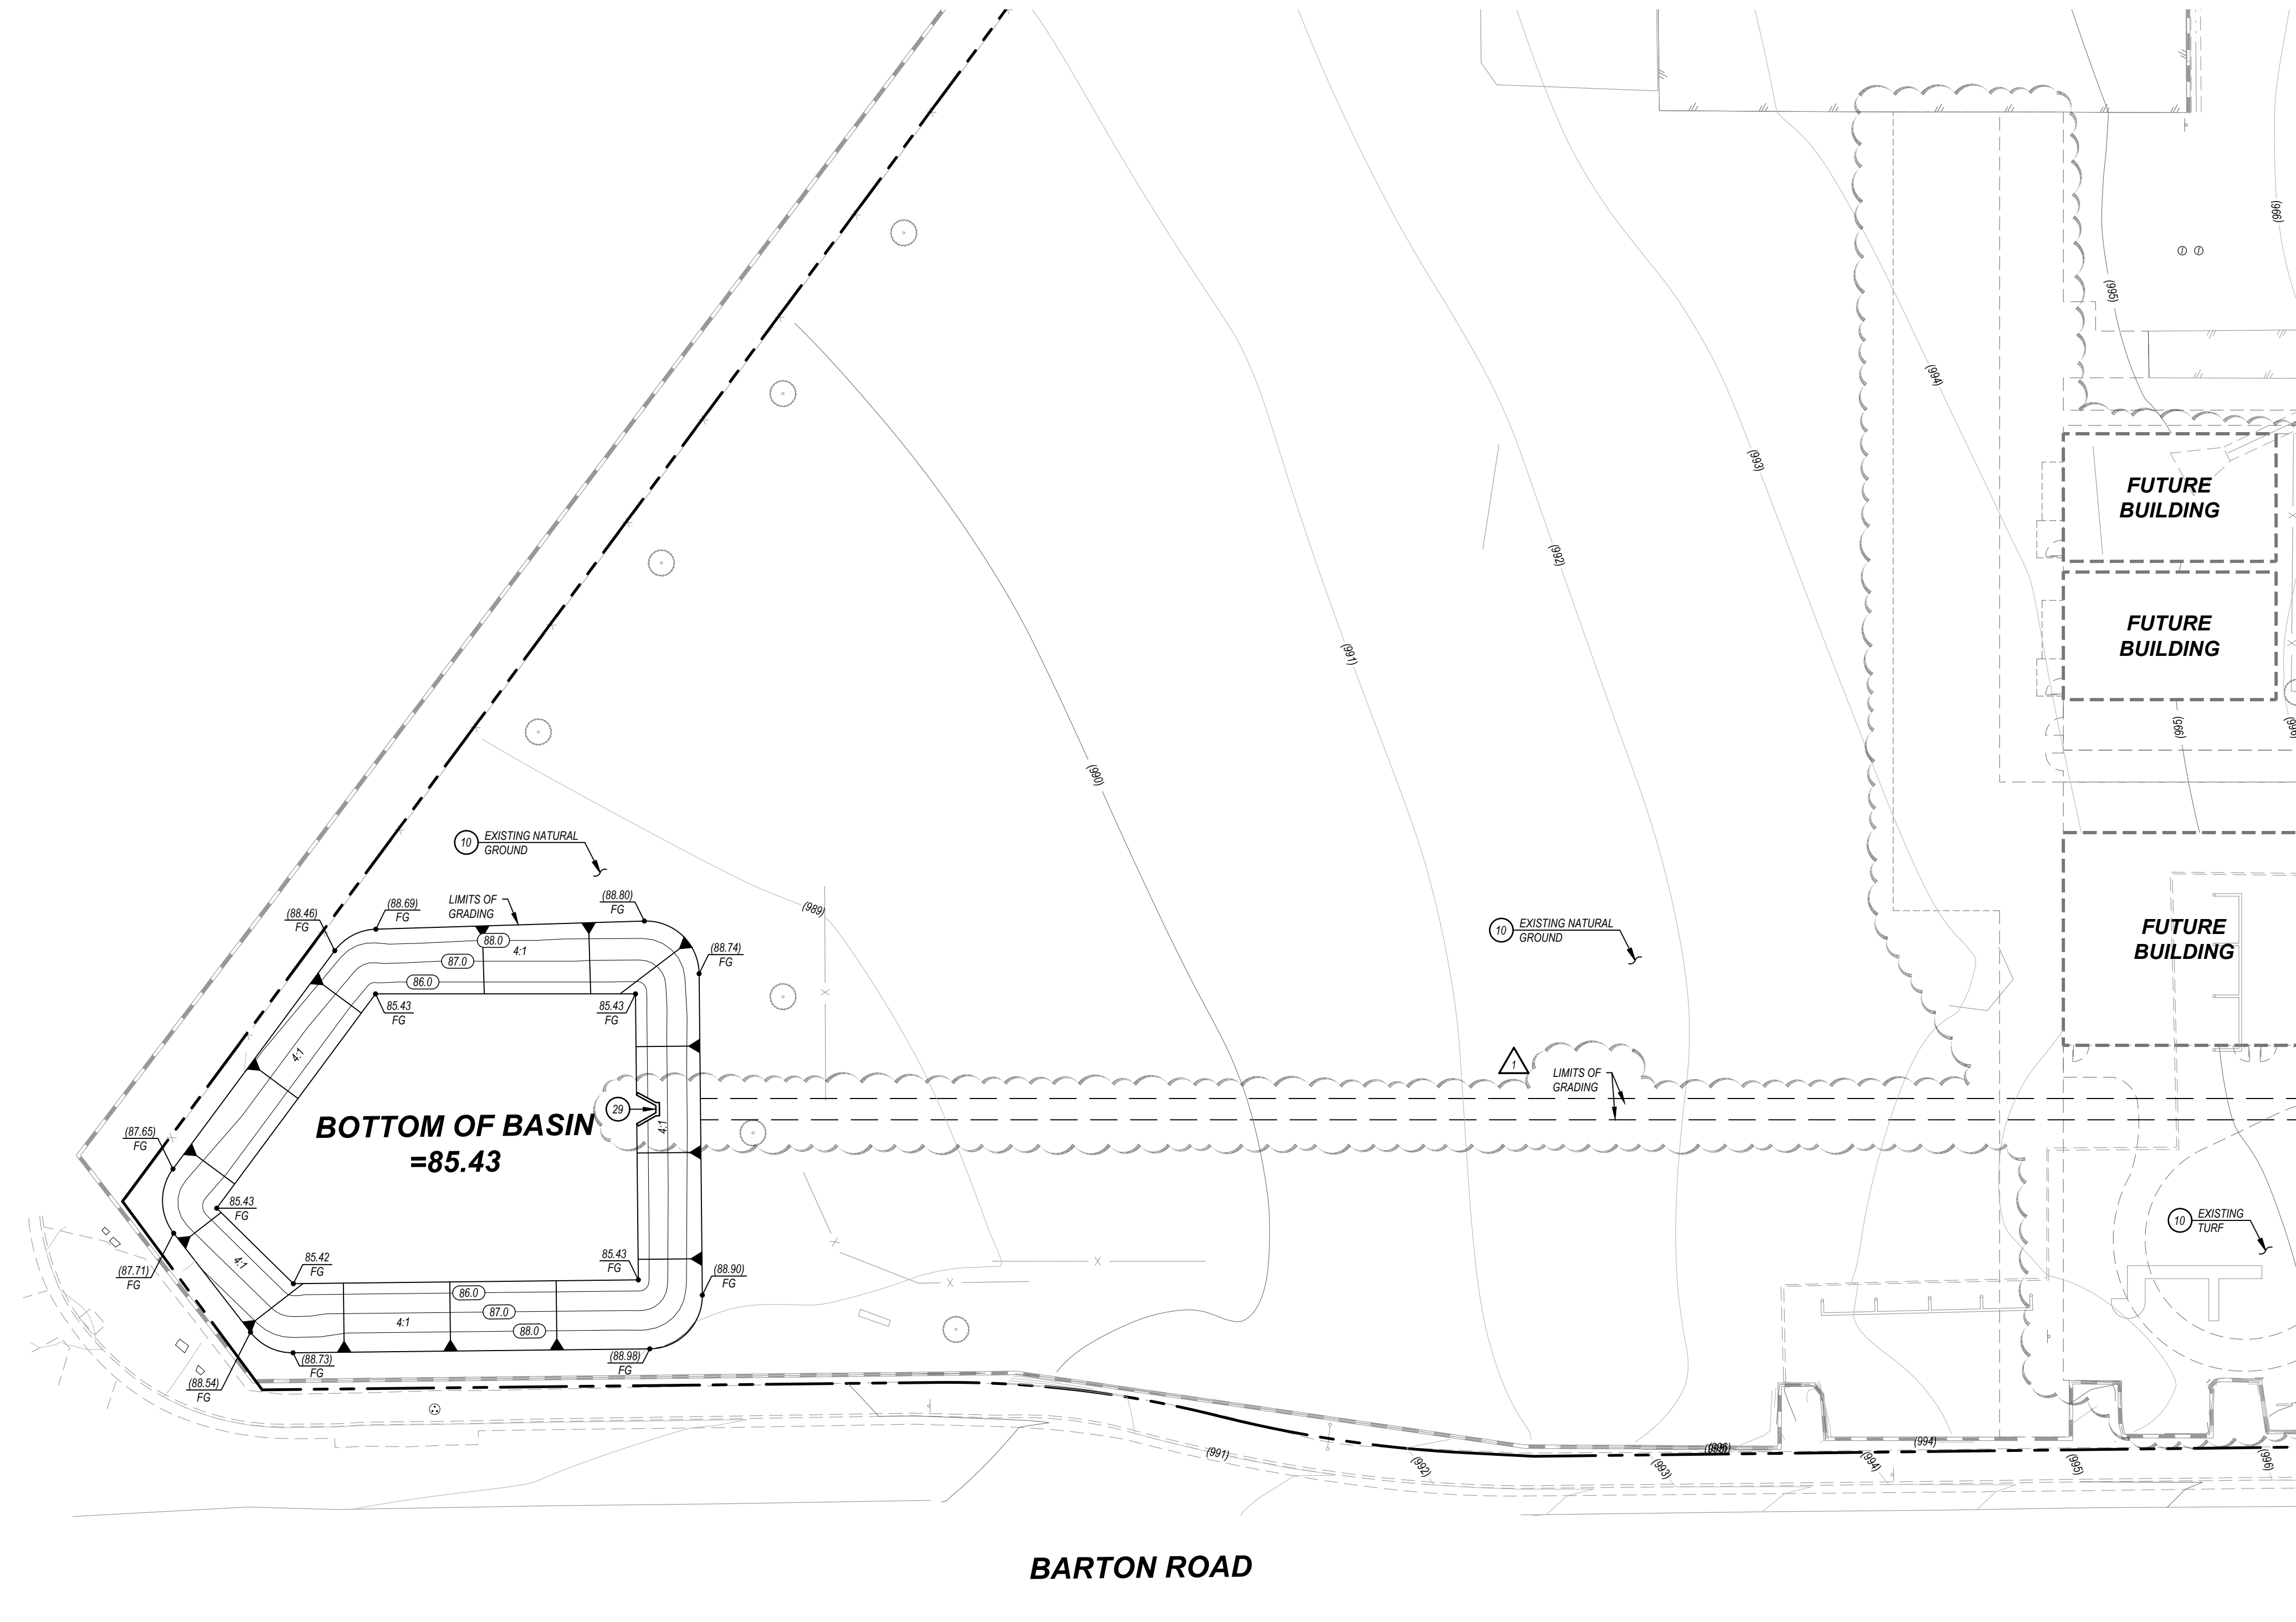 (966)
(995)
(994)
(993)
FUTURE
BUILDING
(992)
FUTURE
BUILDING
(991)
(995)
(990)
10
EXISTING NATURAL
GROUND
(989)
(88.46)
FG
(88.69)
FG
LIMITS OF
GRADING
(88.80)
FG
(88.74)
FG
10
EXISTING NATURAL
GROUND
FUTURE
BUILDING
88.0
4:1
87.0
86.0
85.43
FG
85.43
FG
4:1
1
LIMITS OF
GRADING
29
4:1
BOTTOM OF BASIN
=85.43
(87.65)
FG
85.43
FG
10
EXISTING
TURF
4:1
(87.71)
FG
85.42
FG
85.43
FG
(88.90)
FG
86.0
87.0
4:1
88.0
(88.73)
FG
(88.98)
FG
(88.54)
FG
(991)
(992)
(993)
(994)
(994)
(995)
(996)
BARTON ROAD